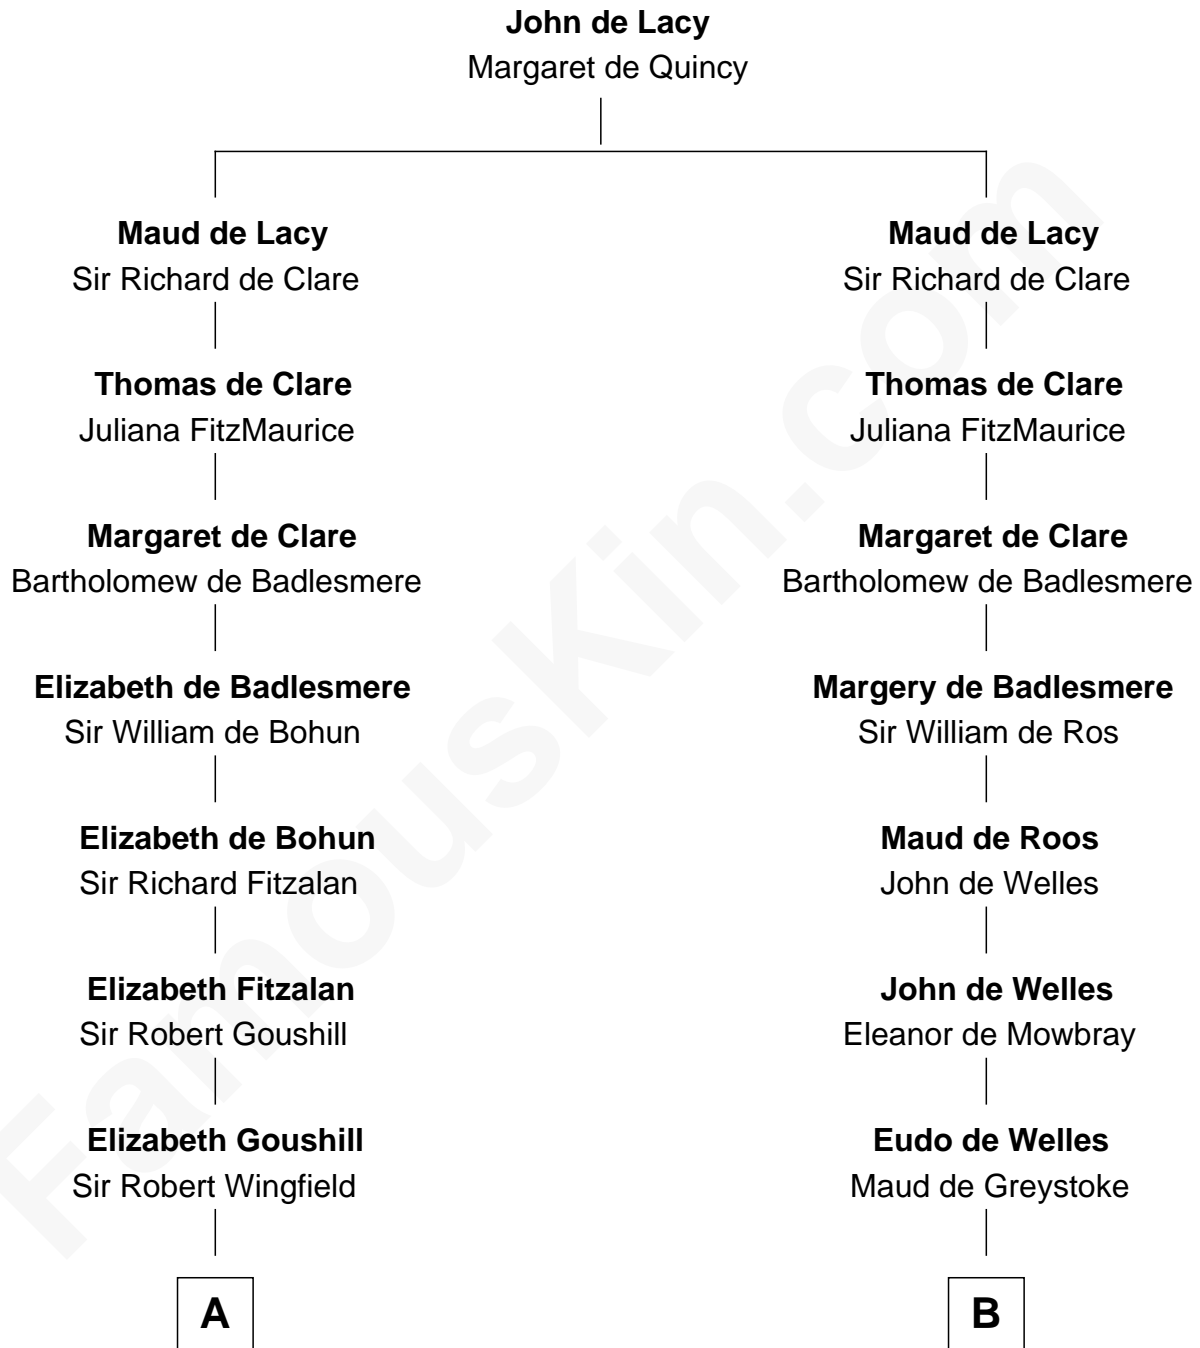 John de Lacy
Margaret de Quincy
Maud de Lacy
Sir Richard de Clare
Thomas de Clare
Juliana FitzMaurice
Margaret de Clare
Bartholomew de Badlesmere
Elizabeth de Badlesmere
Sir William de Bohun
Elizabeth de Bohun
Sir Richard Fitzalan
Elizabeth Fitzalan
Sir Robert Goushill
Elizabeth Goushill
Sir Robert Wingfield
A
Maud de Lacy
Sir Richard de Clare
Thomas de Clare
Juliana FitzMaurice
Margaret de Clare
Bartholomew de Badlesmere
Margery de Badlesmere
Sir William de Ros
Maud de Roos
John de Welles
John de Welles
Eleanor de Mowbray
Eudo de Welles
Maud de Greystoke
B
FamousKin.com